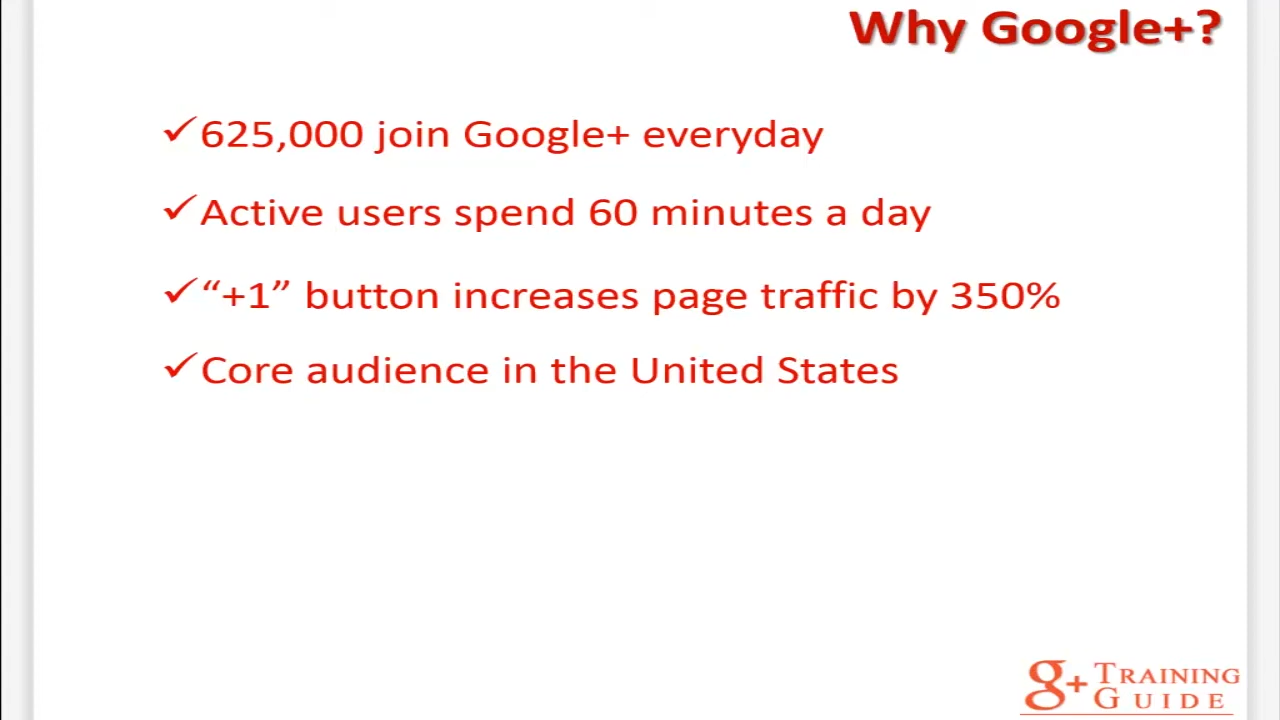 Why Google+?
✓625,000 join Google+ everyday
✓Active users spend 60 minutes a day
✓“+1” button increases page traffic by 350%
✓Core audience in the United States
g+ TRAINING
GUIDE